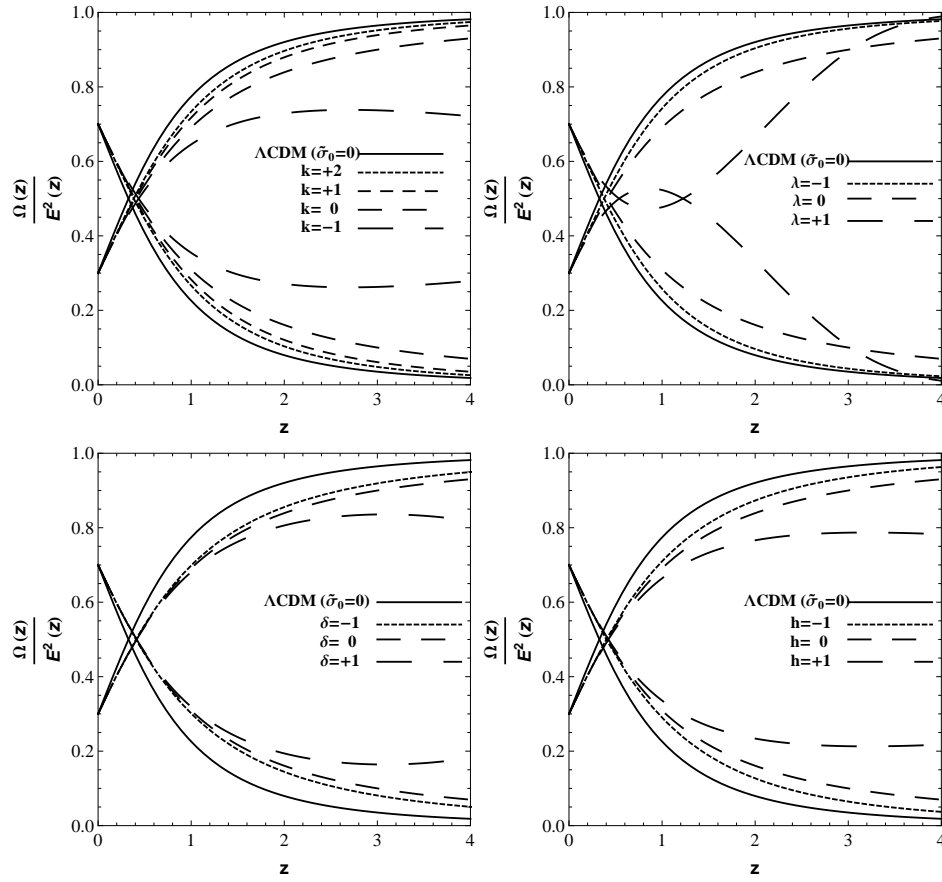 1.0
0.8
0.6
0.4
0.2
0.0
Ω(z)
E²(z)
ΛCDM (σ̃₀=0)
k=+2
k=+1
k= 0
k=−1
0 1 2 3 4
z
1.0
0.8
0.6
0.4
0.2
0.0
Ω(z)
E²(z)
ΛCDM (σ̃₀=0)
λ=−1
λ= 0
λ=+1
0 1 2 3 4
z
1.0
0.8
0.6
0.4
0.2
0.0
Ω(z)
E²(z)
ΛCDM (σ̃₀=0)
δ=−1
δ= 0
δ=+1
0 1 2 3 4
z
1.0
0.8
0.6
0.4
0.2
0.0
Ω(z)
E²(z)
ΛCDM (σ̃₀=0)
h=−1
h= 0
h=+1
0 1 2 3 4
z